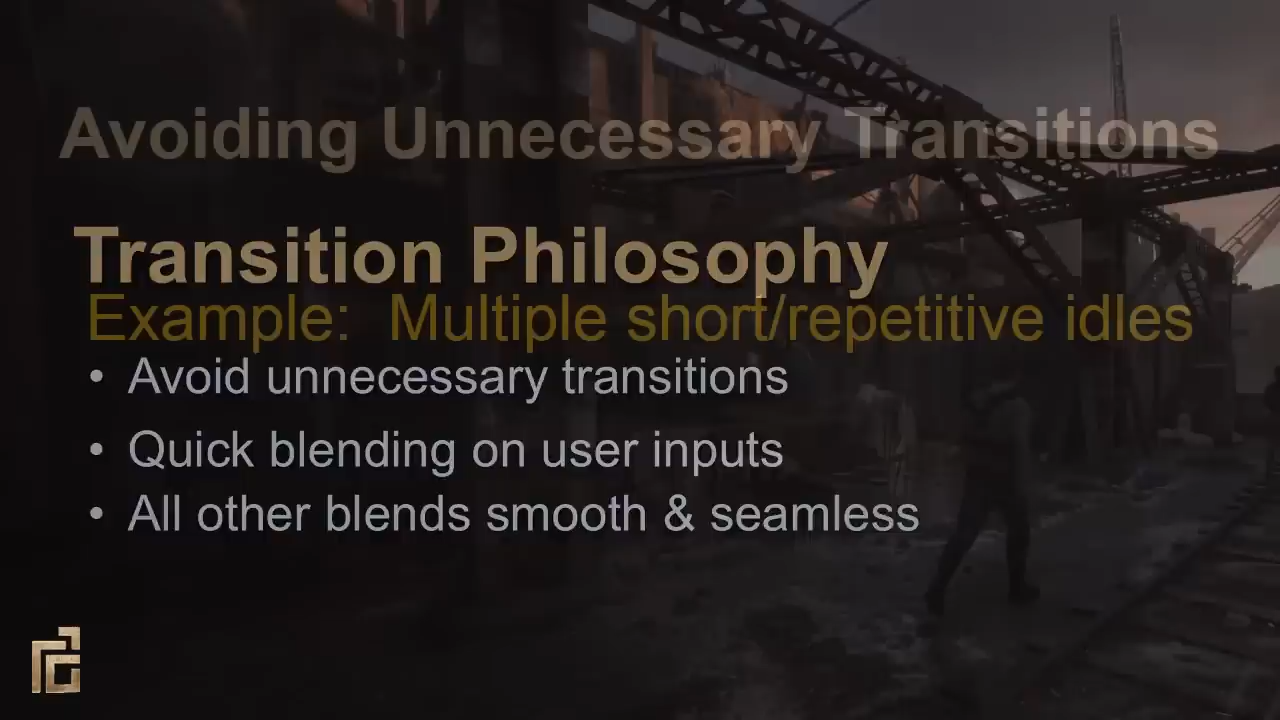 Avoiding Unnecessary Transitions
Transition Philosophy
Example: Multiple short/repetitive idles
• Avoid unnecessary transitions
• Quick blending on user inputs
• All other blends smooth & seamless